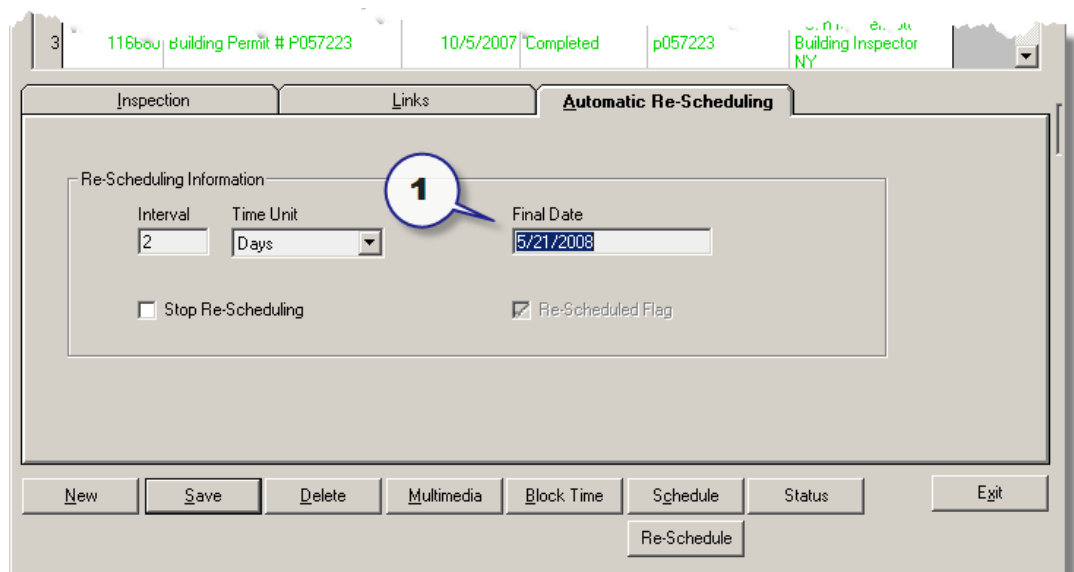 3 Building Permit # P057223 10/5/2007 Completed p057223 Building Inspector
NY
Inspection Links Automatic Re-Scheduling
Re-Scheduling Information
1
Interval Time Unit Final Date
2 Days 5/21/2008
Stop Re-Scheduling Re-Scheduled Flag
New Save Delete Multimedia Block Time Schedule Status Exit
Re-Schedule